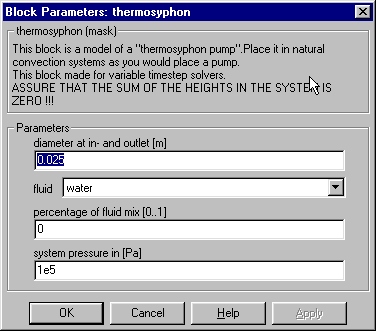 Block Parameters: thermosyphon
thermosyphon (mask)
This block is a model of a "thermosyphon pump".Place it in natural
convection systems as you would place a pump.
This block made for variable timestep solvers.
ASSURE THAT THE SUM OF THE HEIGHTS IN THE SYSTEM IS
ZERO !!!
Parameters
diameter at in- and outlet [m]
0.025
fluid water
percentage of fluid mix [0..1]
0
system pressure in [Pa]
1e5
OK Cancel Help Apply